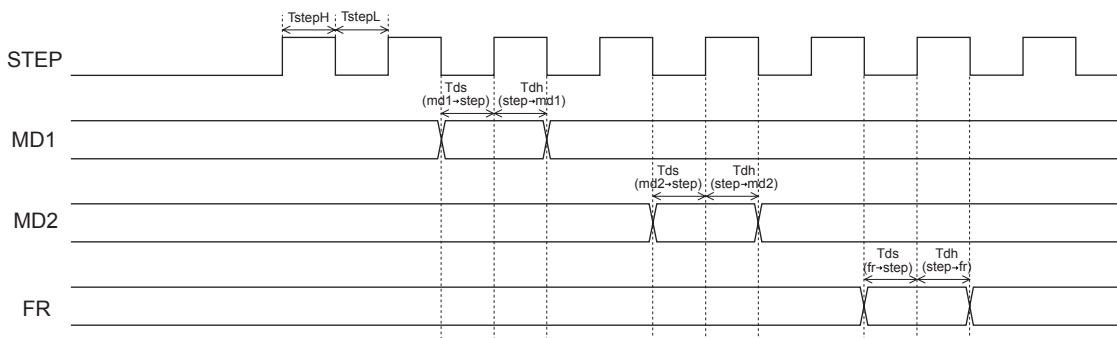 TstepH TstepL
STEP
Tds Tdh
(md1→step) (step→md1)
MD1
Tds Tdh
(md2→step) (step→md2)
MD2
Tds Tdh
(fr→step) (step→fr)
FR